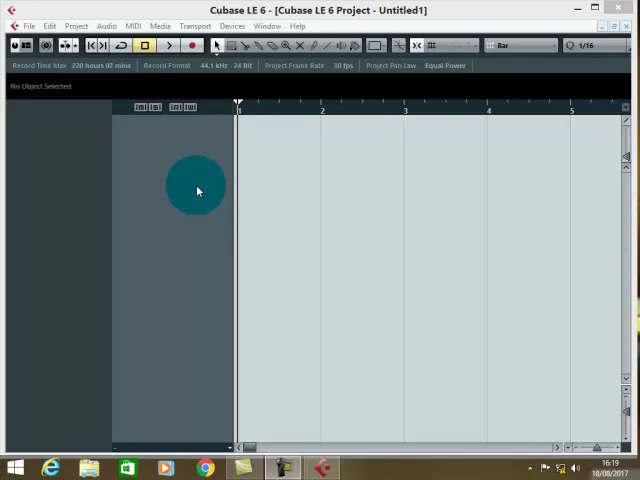 Cubase LE 6 - [Cubase LE 6 Project - Untitled1]
File Edit Project Audio MIDI Media Transport Devices Window Help
Bar Q 1/16
Record Time Max 220 hours 02 mins Record Format 44.1 kHz - 24 Bit Project Frame Rate 30 fps Project Pan Law Equal Power
No Object Selected
M S R W 1 2 3 4 5
16:19
18/08/2017